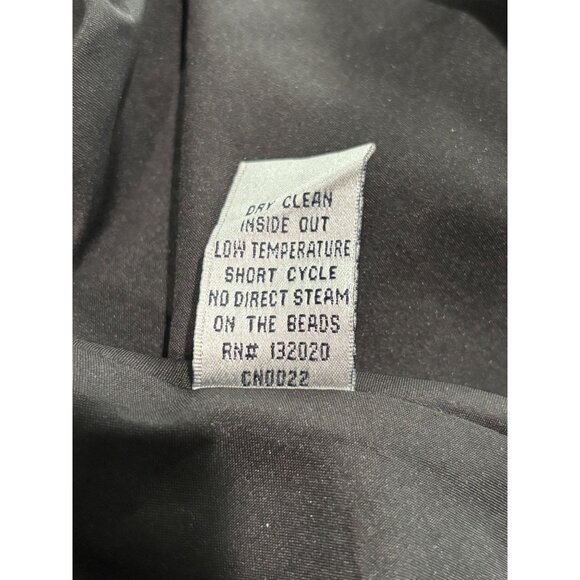 DRY CLEAN
INSIDE OUT
LOW TEMPERATURE
SHORT CYCLE
NO DIRECT STEAM
ON THE BEADS
RN# 132020
CN0022